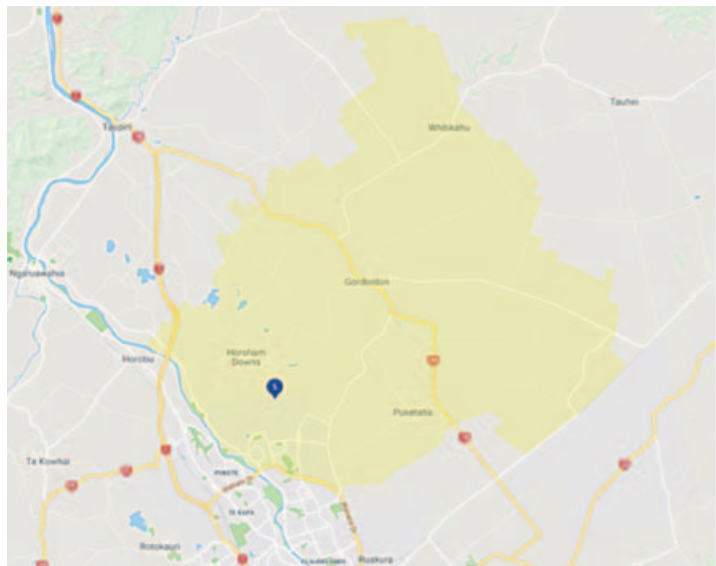 Taupiri
Tauhei
Whitikahu
Ngaruawahia
Gordonton
Horotiu
Horsham
Downs
Puketaha
Te Kowhai
PUKETE
TE RAPA
Rotokauri
Ruakura